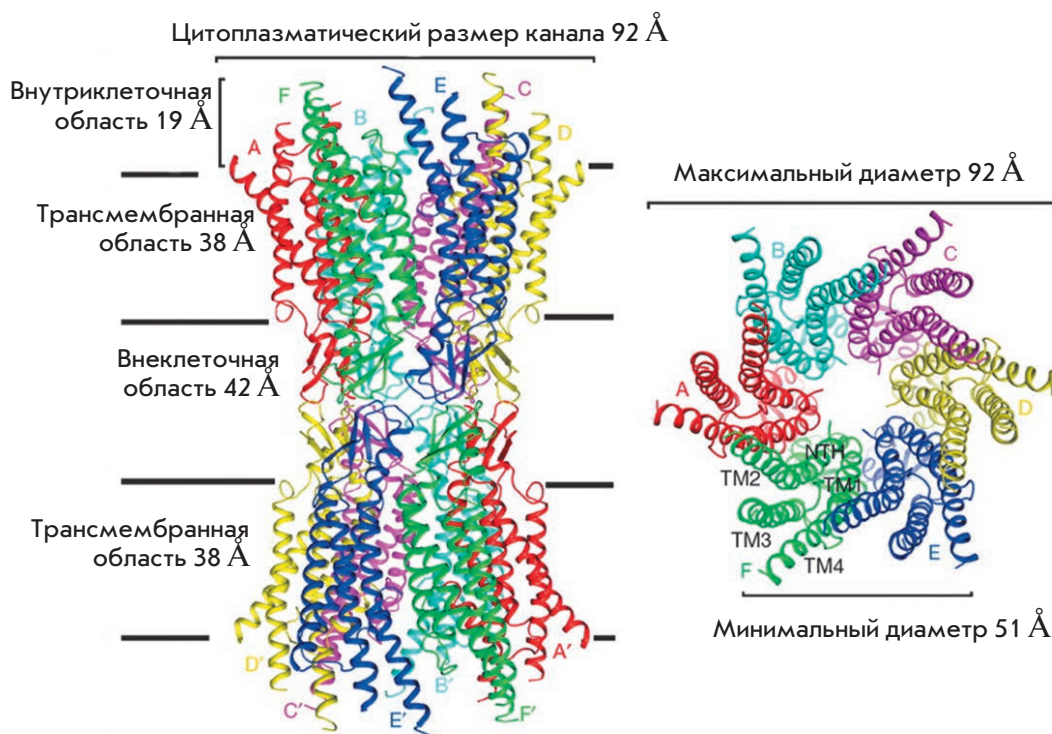 Цитоплазматический размер канала 92 Å
Внутриклеточная
область 19 Å
Трансмембранная
область 38 Å
Внеклеточная
область 42 Å
Трансмембранная
область 38 Å
F
B
E
C
A
D
D′
C′
E′
B′
F′
A′
Максимальный диаметр 92 Å
B
C
A
D
NTH
TM2
TM1
TM3
TM4
F
E
Минимальный диаметр 51 Å